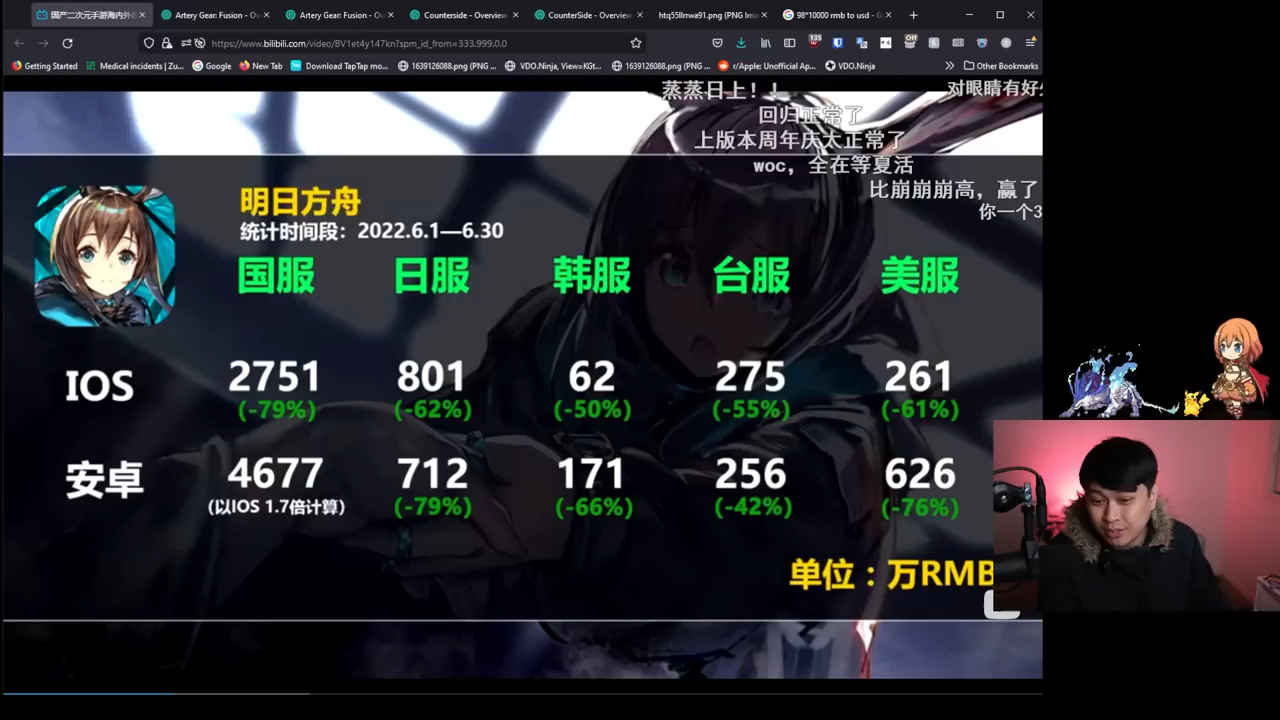 国产二次元手游海内外
Artery Gear: Fusion - Ov
Artery Gear: Fusion - Ov
Counterside - Overview
CounterSide - Overview
htq55llrrwa91.png (PNG Im
98*10000 rmb to usd - G
https://www.bilibili.com/video/BV1et4y147kn?spm_id_from=333.999.0.0
135
Off
Getting Started
Medical incidents | Zu...
Google
New Tab
Download TapTap mo...
1639126088.png (PNG ...
VDO.Ninja, View=KGt...
1639126088.png (PNG ...
r/Apple: Unofficial Ap...
VDO.Ninja
Other Bookmarks
蒸蒸日上！！
对眼睛有好
回归正常了
上版本周年庆太正常了
woc，全在等夏活
比崩崩崩高，赢了
你一个3
明日方舟
统计时间段：2022.6.1—6.30
国服 日服 韩服 台服 美服
IOS 2751 801 62 275 261
(-79%) (-62%) (-50%) (-55%) (-61%)
安卓 4677 712 171 256 626
(以IOS 1.7倍计算) (-79%) (-66%) (-42%) (-76%)
单位：万RMB